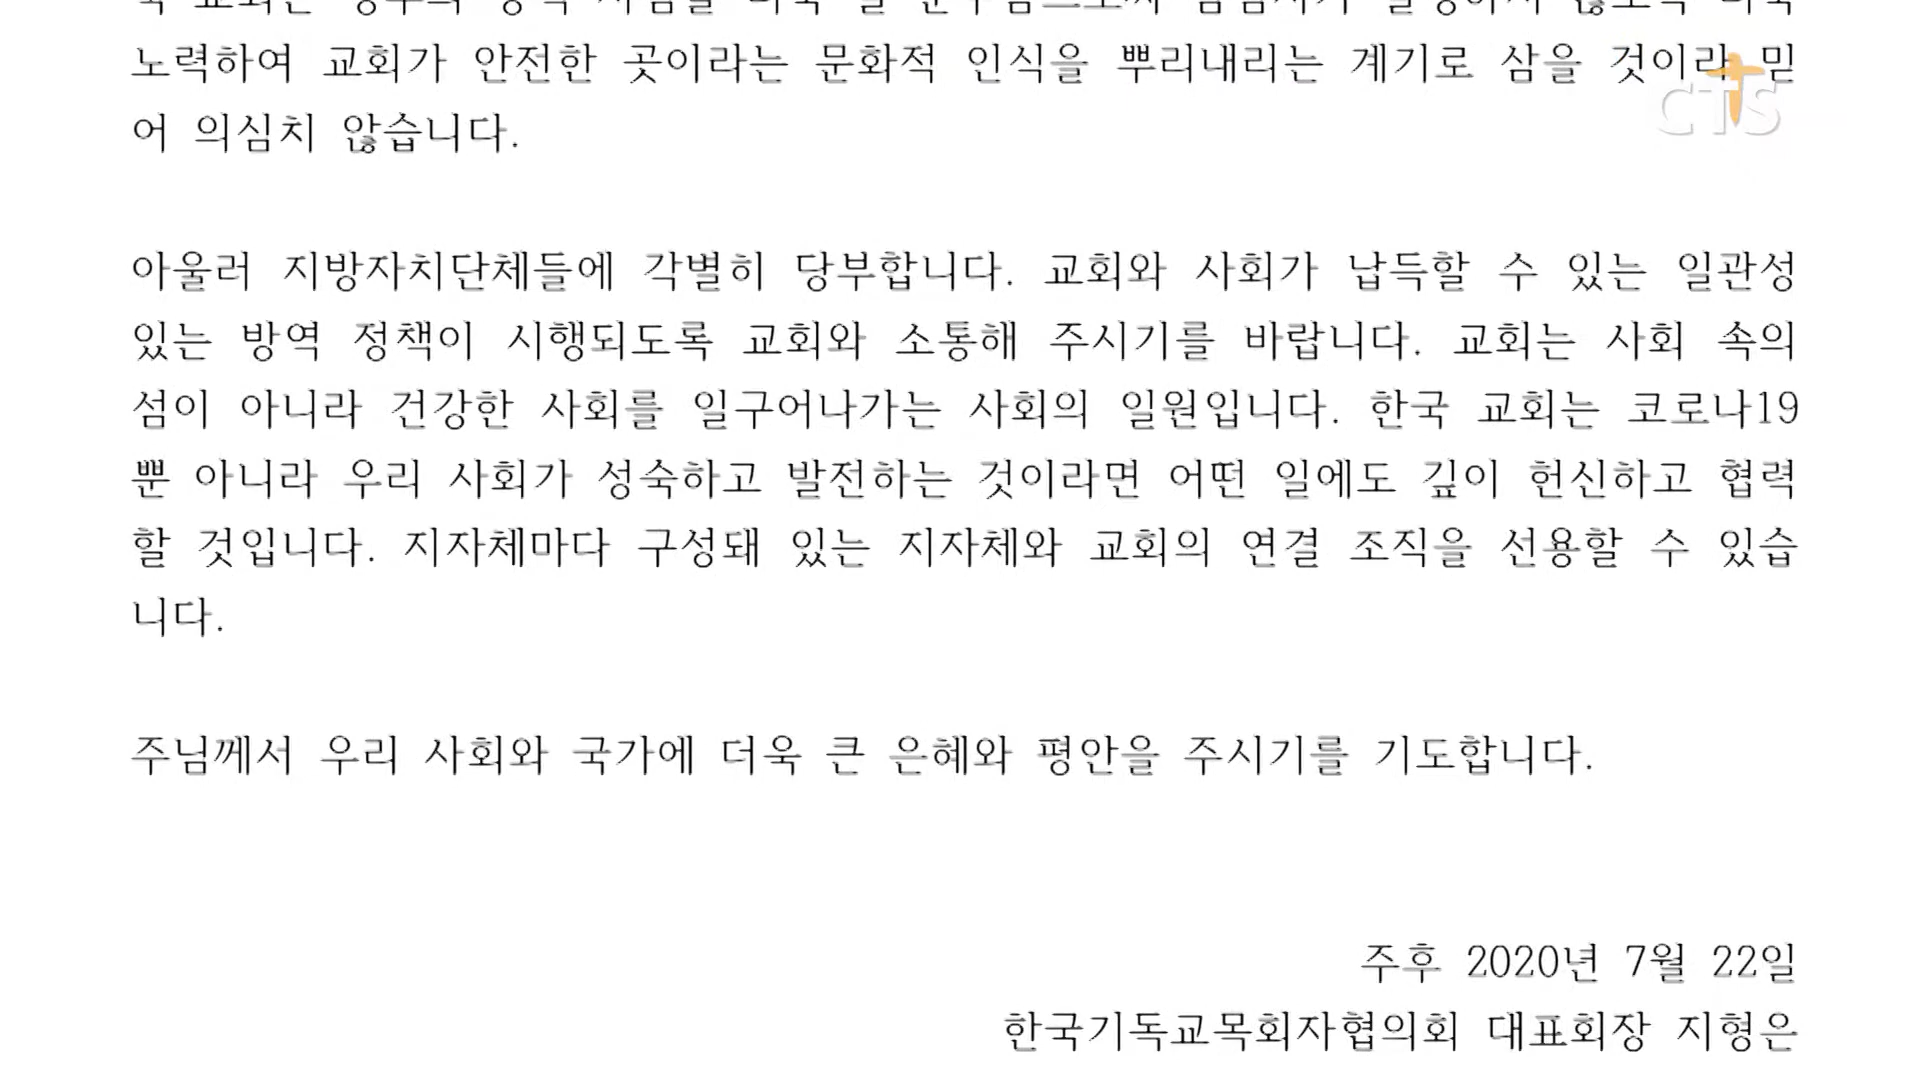 노력하여 교회가 안전한 곳이라는 문화적 인식을 뿌리내리는 계기로 삼을 것이라 믿
어 의심치 않습니다.
CTS
아울러 지방자치단체들에 각별히 당부합니다. 교회와 사회가 납득할 수 있는 일관성
있는 방역 정책이 시행되도록 교회와 소통해 주시기를 바랍니다. 교회는 사회 속의
섬이 아니라 건강한 사회를 일구어나가는 사회의 일원입니다. 한국 교회는 코로나19
뿐 아니라 우리 사회가 성숙하고 발전하는 것이라면 어떤 일에도 깊이 헌신하고 협력
할 것입니다. 지자체마다 구성돼 있는 지자체와 교회의 연결 조직을 선용할 수 있습
니다.
주님께서 우리 사회와 국가에 더욱 큰 은혜와 평안을 주시기를 기도합니다.
주후 2020년 7월 22일
한국기독교목회자협의회 대표회장 지형은